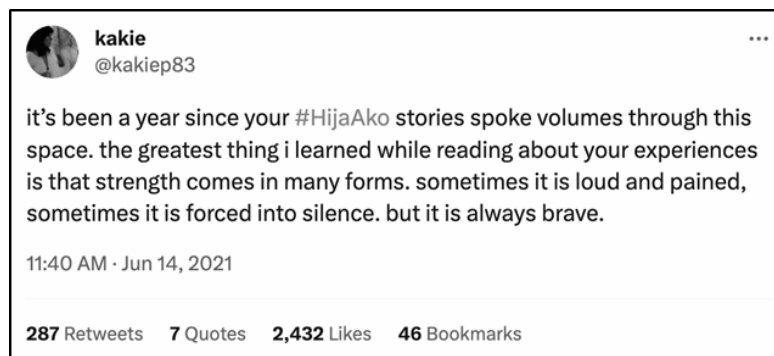 kakie
@kakiep83
it's been a year since your #HijaAko stories spoke volumes through this
space. the greatest thing i learned while reading about your experiences
is that strength comes in many forms. sometimes it is loud and pained,
sometimes it is forced into silence. but it is always brave.
11:40 AM · Jun 14, 2021
287 Retweets 7 Quotes 2,432 Likes 46 Bookmarks